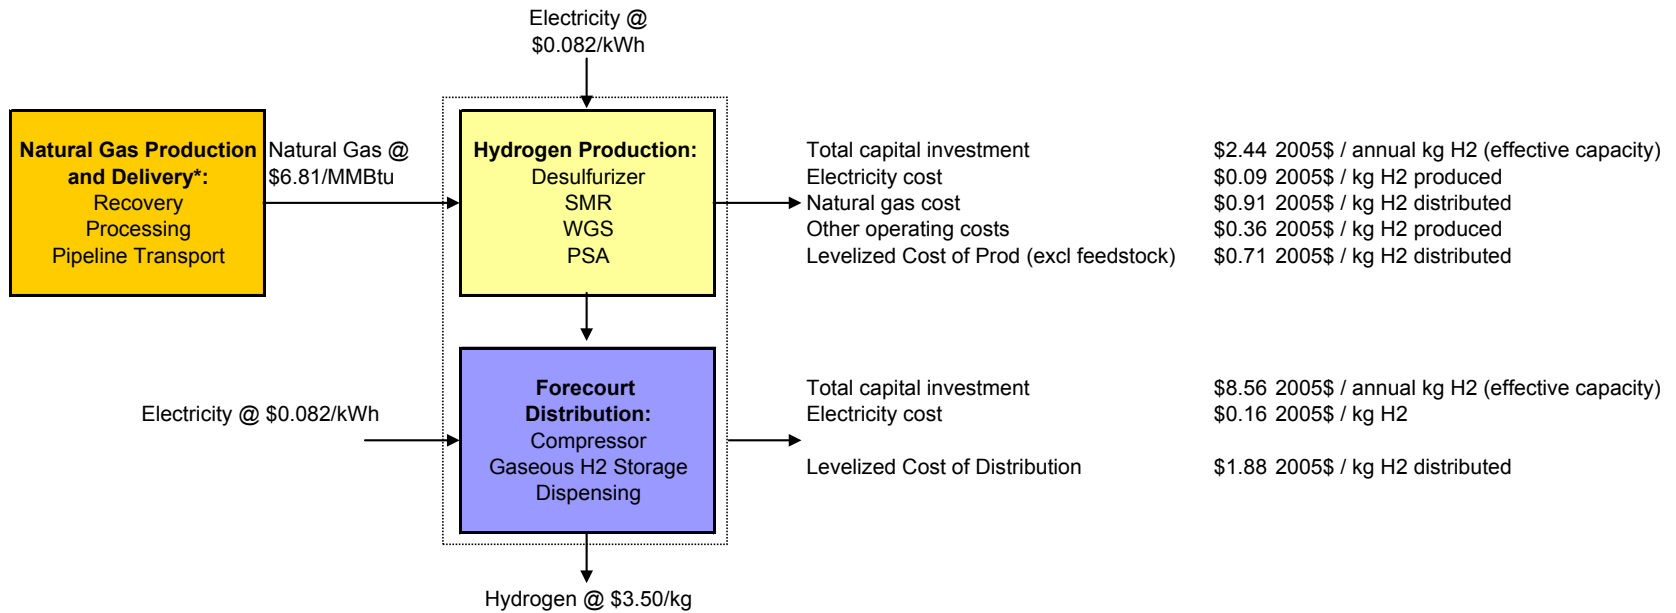 Electricity @
$0.082/kWh
Natural Gas Production
and Delivery*:
Recovery
Processing
Pipeline Transport
Natural Gas @
$6.81/MMBtu
Hydrogen Production:
Desulfurizer
SMR
WGS
PSA
Total capital investment $2.44 2005$ / annual kg H2 (effective capacity)
Electricity cost $0.09 2005$ / kg H2 produced
Natural gas cost $0.91 2005$ / kg H2 distributed
Other operating costs $0.36 2005$ / kg H2 produced
Levelized Cost of Prod (excl feedstock) $0.71 2005$ / kg H2 distributed
Electricity @ $0.082/kWh
Forecourt
Distribution:
Compressor
Gaseous H2 Storage
Dispensing
Total capital investment $8.56 2005$ / annual kg H2 (effective capacity)
Electricity cost $0.16 2005$ / kg H2
Levelized Cost of Distribution $1.88 2005$ / kg H2 distributed
Hydrogen @ $3.50/kg